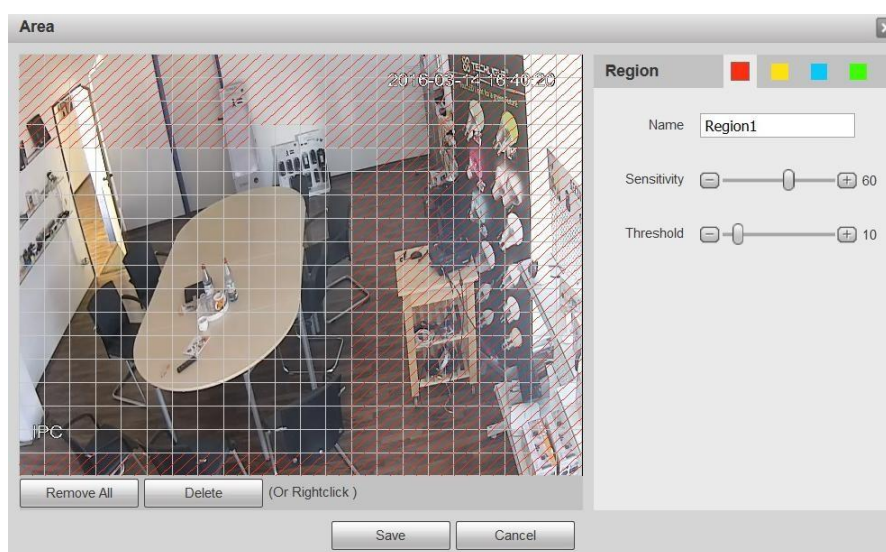 Area
2016-03-14 16:40:20
IPC
Region
Name Region1
Sensitivity 60
Threshold 10
Remove All Delete (Or Rightclick )
Save Cancel